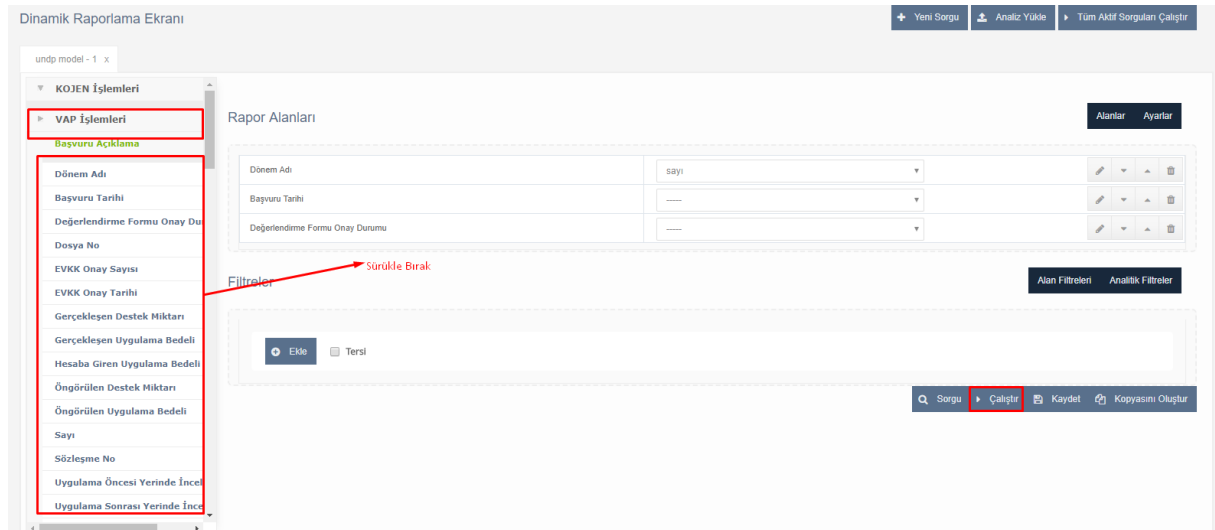 Dinamik Raporlama Ekranı
Yeni Sorgu
Analiz Yükle
Tüm Aktif Sorguları Çalıştır
undp model - 1 x
KOJEN İşlemleri
VAP İşlemleri
Başvuru Açıklama
Dönem Adı
Başvuru Tarihi
Değerlendirme Formu Onay Du
Dosya No
EVKK Onay Sayısı
EVKK Onay Tarihi
Gerçekleşen Destek Miktarı
Gerçekleşen Uygulama Bedeli
Hesaba Giren Uygulama Bedeli
Öngörülen Destek Miktarı
Öngörülen Uygulama Bedeli
Sayı
Sözleşme No
Uygulama Öncesi Yerinde İncel
Uygulama Sonrası Yerinde İnce
Rapor Alanları
Alanlar Ayarlar
Dönem Adı sayı
Başvuru Tarihi -----
Değerlendirme Formu Onay Durumu -----
Sürükle Bırak
Filtreler
Alan Filtreleri Analitik Filtreler
Ekle Tersi
Sorgu Çalıştır Kaydet Kopyasını Oluştur